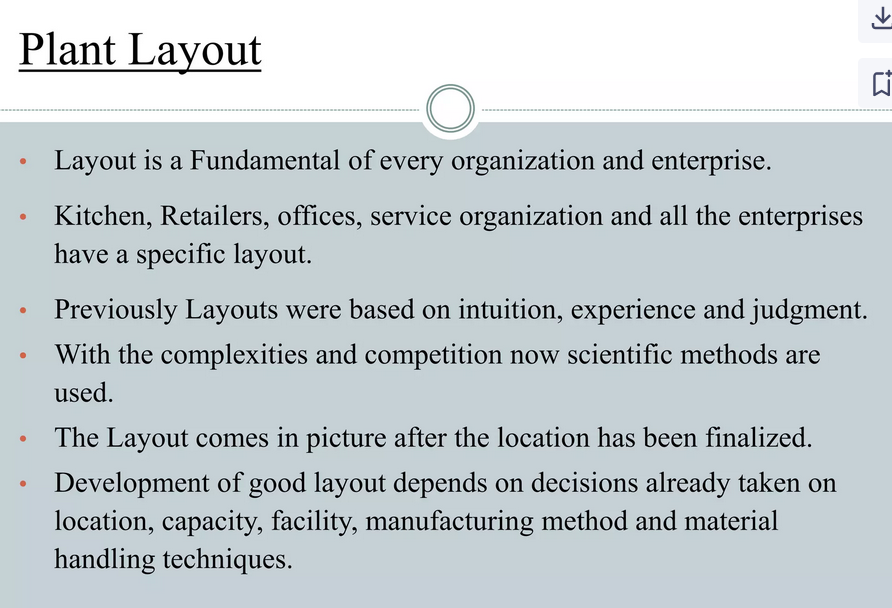 Plant Layout
• Layout is a Fundamental of every organization and enterprise.
• Kitchen, Retailers, offices, service organization and all the enterprises
have a specific layout.
• Previously Layouts were based on intuition, experience and judgment.
• With the complexities and competition now scientific methods are
used.
• The Layout comes in picture after the location has been finalized.
• Development of good layout depends on decisions already taken on
location, capacity, facility, manufacturing method and material
handling techniques.